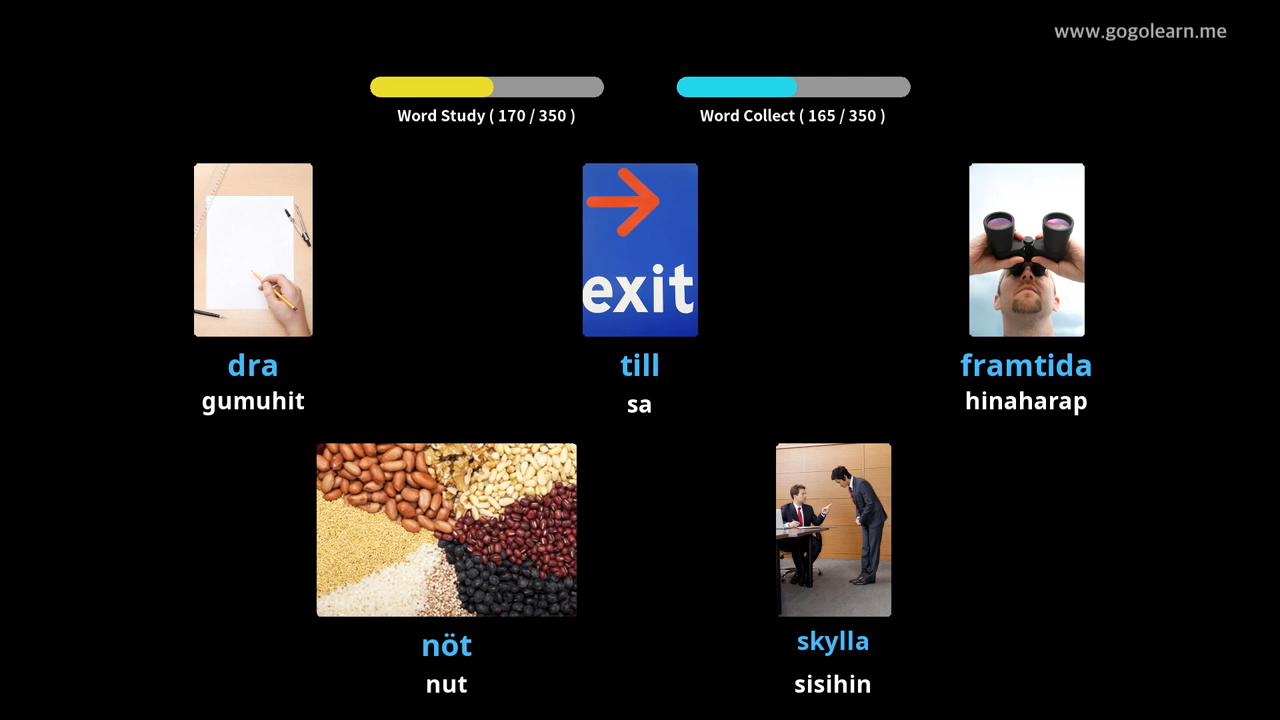 www.gogolearn.me
Word Study ( 170 / 350 )
Word Collect ( 165 / 350 )
exit
dra
gumuhit
till
sa
framtida
hinaharap
nöt
nut
skylla
sisihin